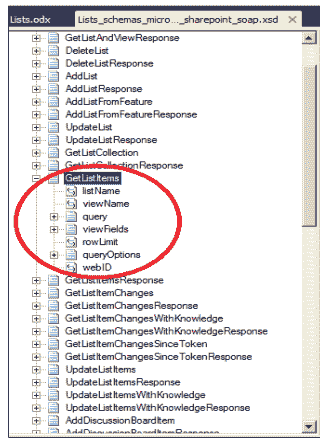 Lists.odx Lists_schemas_micro..._sharepoint_soap.xsd
GetListAndViewResponse
DeleteList
DeleteListResponse
AddList
AddListResponse
AddListFromFeature
AddListFromFeatureResponse
UpdateList
UpdateListResponse
GetListCollection
GetListCollectionResponse
GetListItems
listName
viewName
query
viewFields
rowLimit
queryOptions
webID
GetListItemsResponse
GetListItemChanges
GetListItemChangesResponse
GetListItemChangesWithKnowledge
GetListItemChangesWithKnowledgeResponse
GetListItemChangesSinceToken
GetListItemChangesSinceTokenResponse
UpdateListItems
UpdateListItemsResponse
UpdateListItemsWithKnowledge
UpdateListItemsWithKnowledgeResponse
AddDiscussionBoardItem
AddDiscussionBoardItemResponse